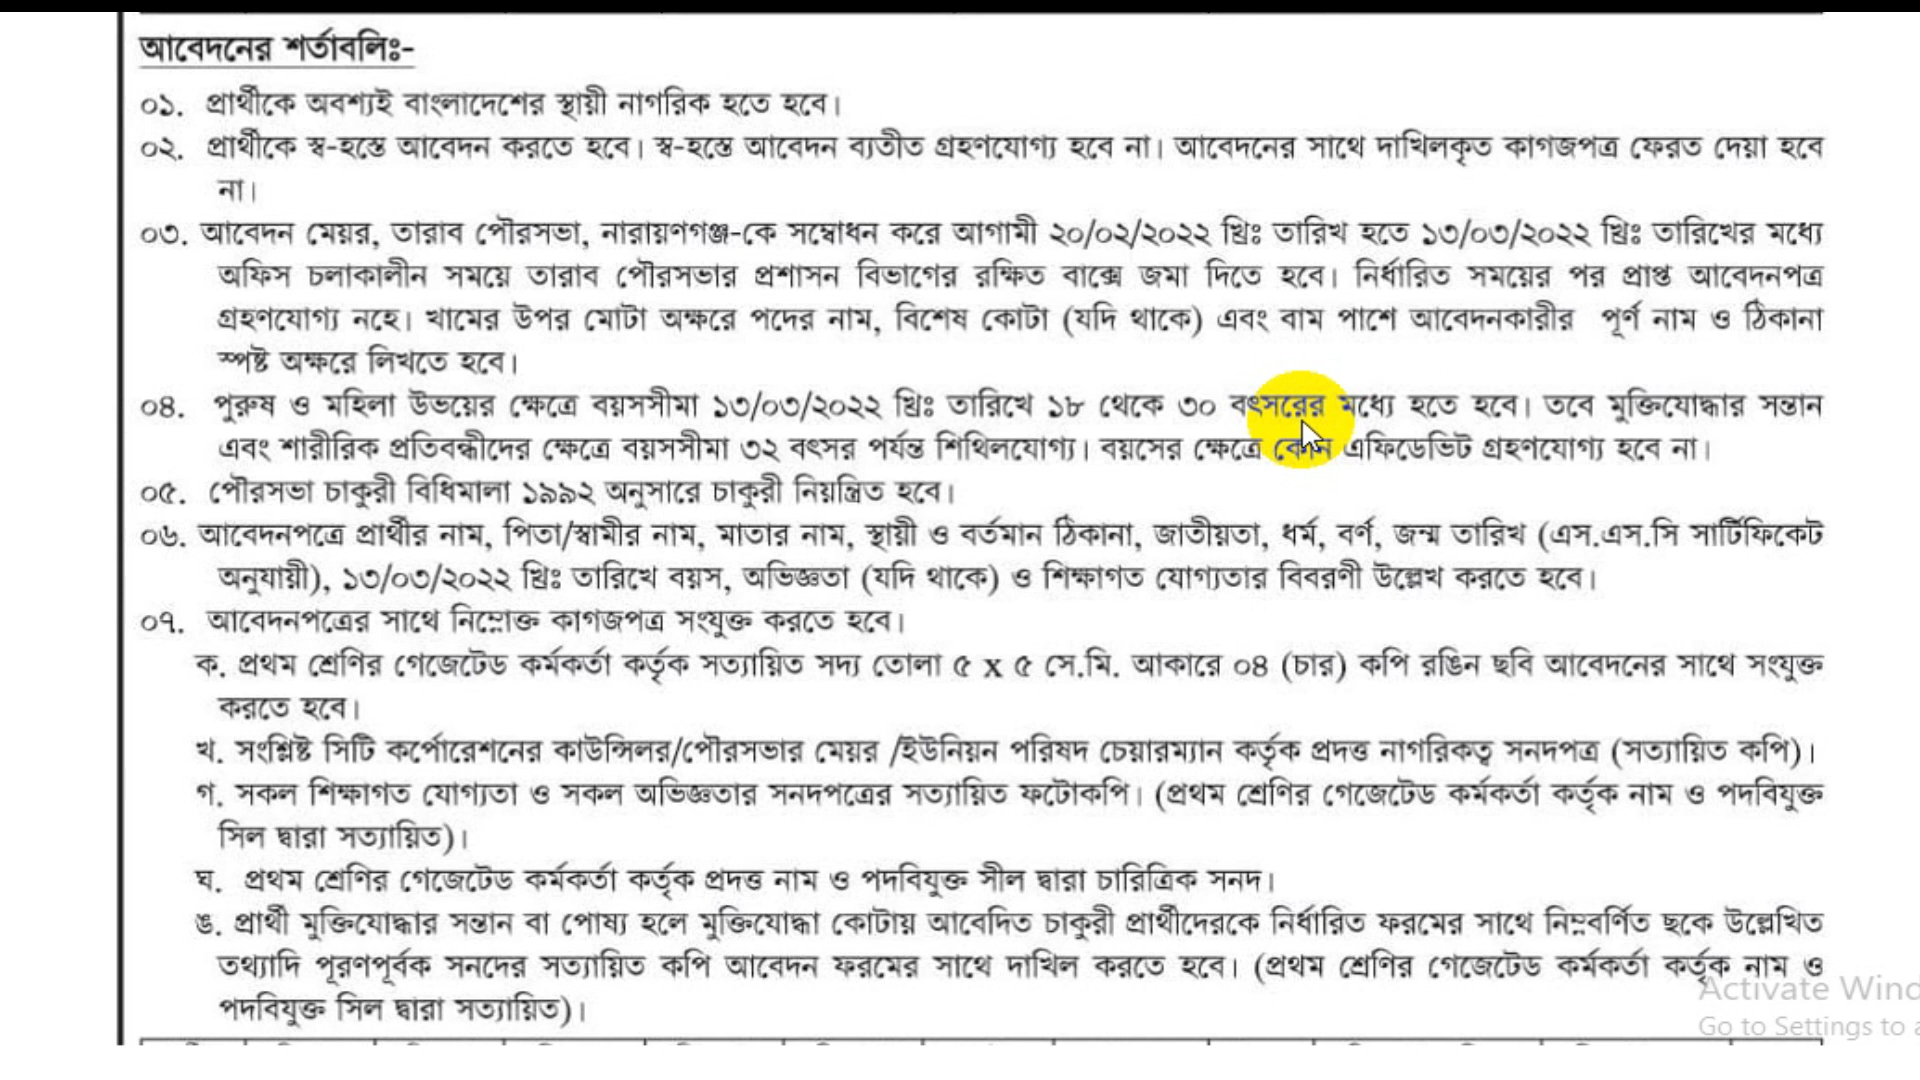 আবেদনের শর্তাবলিঃ-
০১. প্রার্থীকে অবশ্যই বাংলাদেশের স্থায়ী নাগরিক হতে হবে।
০২. প্রার্থীকে স্ব-হস্তে আবেদন করতে হবে। স্ব-হস্তে আবেদন ব্যতীত গ্রহণযোগ্য হবে না। আবেদনের সাথে দাখিলকৃত কাগজপত্র ফেরত দেয়া হবে
না।
০৩. আবেদন মেয়র, তারাব পৌরসভা, নারায়ণগঞ্জ-কে সম্বোধন করে আগামী ২০/০২/২০২২ খ্রিঃ তারিখ হতে ১৩/০৩/২০২২ খ্রিঃ তারিখের মধ্যে
অফিস চলাকালীন সময়ে তারাব পৌরসভার প্রশাসন বিভাগের রক্ষিত বাক্সে জমা দিতে হবে। নির্ধারিত সময়ের পর প্রাপ্ত আবেদনপত্র
গ্রহণযোগ্য নহে। খামের উপর মোটা অক্ষরে পদের নাম, বিশেষ কোটা (যদি থাকে) এবং বাম পাশে আবেদনকারীর পূর্ণ নাম ও ঠিকানা
স্পষ্ট অক্ষরে লিখতে হবে।
০৪. পুরুষ ও মহিলা উভয়ের ক্ষেত্রে বয়সসীমা ১৩/০৩/২০২২ খ্রিঃ তারিখে ১৮ থেকে ৩০ বৎসরের মধ্যে হতে হবে। তবে মুক্তিযোদ্ধার সন্তান
এবং শারীরিক প্রতিবন্ধীদের ক্ষেত্রে বয়সসীমা ৩২ বৎসর পর্যন্ত শিথিলযোগ্য। বয়সের ক্ষেত্রে কোন এফিডেভিট গ্রহণযোগ্য হবে না।
০৫. পৌরসভা চাকুরী বিধিমালা ১৯৯২ অনুসারে চাকুরী নিয়ন্ত্রিত হবে।
০৬. আবেদনপত্রে প্রার্থীর নাম, পিতা/স্বামীর নাম, মাতার নাম, স্থায়ী ও বর্তমান ঠিকানা, জাতীয়তা, ধর্ম, বর্ণ, জন্ম তারিখ (এস.এস.সি সার্টিফিকেট
অনুযায়ী), ১৩/০৩/২০২২ খ্রিঃ তারিখে বয়স, অভিজ্ঞতা (যদি থাকে) ও শিক্ষাগত যোগ্যতার বিবরণী উল্লেখ করতে হবে।
০৭. আবেদনপত্রের সাথে নিম্নোক্ত কাগজপত্র সংযুক্ত করতে হবে।
ক. প্রথম শ্রেণির গেজেটেড কর্মকর্তা কর্তৃক সত্যায়িত সদ্য তোলা ৫ x ৫ সে.মি. আকারে ০৪ (চার) কপি রঙিন ছবি আবেদনের সাথে সংযুক্ত
করতে হবে।
খ. সংশ্লিষ্ট সিটি কর্পোরেশনের কাউন্সিলর/পৌরসভার মেয়র /ইউনিয়ন পরিষদ চেয়ারম্যান কর্তৃক প্রদত্ত নাগরিকত্ব সনদপত্র (সত্যায়িত কপি)।
গ. সকল শিক্ষাগত যোগ্যতা ও সকল অভিজ্ঞতার সনদপত্রের সত্যায়িত ফটোকপি। (প্রথম শ্রেণির গেজেটেড কর্মকর্তা কর্তৃক নাম ও পদবিযুক্ত
সিল দ্বারা সত্যায়িত)।
ঘ. প্রথম শ্রেণির গেজেটেড কর্মকর্তা কর্তৃক প্রদত্ত নাম ও পদবিযুক্ত সীল দ্বারা চারিত্রিক সনদ।
ঙ. প্রার্থী মুক্তিযোদ্ধার সন্তান বা পোষ্য হলে মুক্তিযোদ্ধা কোটায় আবেদিত চাকুরী প্রার্থীদেরকে নির্ধারিত ফরমের সাথে নিম্নবর্ণিত ছকে উল্লেখিত
তথ্যাদি পূরণপূর্বক সনদের সত্যায়িত কপি আবেদন ফরমের সাথে দাখিল করতে হবে। (প্রথম শ্রেণির গেজেটেড কর্মকর্তা কর্তৃক নাম ও
পদবিযুক্ত সিল দ্বারা সত্যায়িত)।
Activate Wind
Go to Settings to a